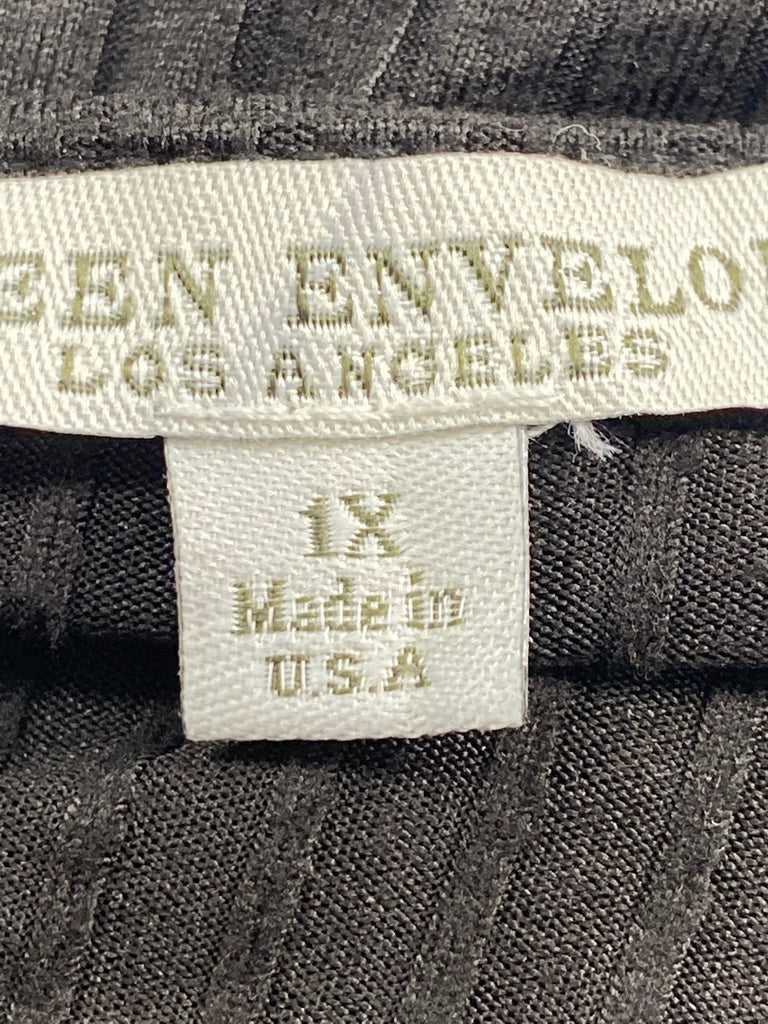 EEN ENVELO
LOS ANGELES
1X
Made in
U.S.A